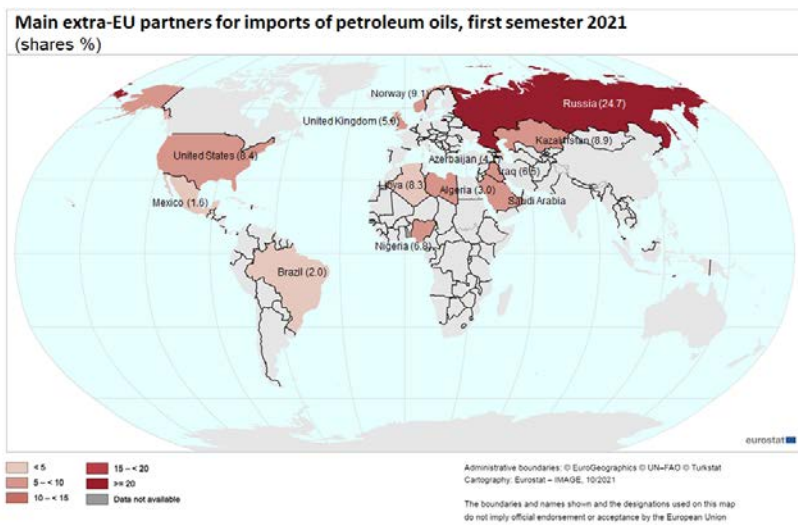 Main extra-EU partners for imports of petroleum oils, first semester 2021
(shares %)
Norway (9.1
Russia (24.7)
United Kingdom (5.
United States (8.4)
Kazakhstan (8.9)
Azerbaijan (4.
Iraq (6.5)
Libya (8.3)
Algeria (3.0)
Mexico (1.6)
Saudi Arabia
Nigeria (6.8)
Brazil (2.0)
eurostat
< 5
5 – < 10
10 – < 15
15 – < 20
>= 20
Data not available
Administrative boundaries: © EuroGeographics © UN–FAO © Turkstat
Cartography: Eurostat – IMAGE, 10/2021
The boundaries and names shown and the designations used on this map
do not imply official endorsement or acceptance by the European Union